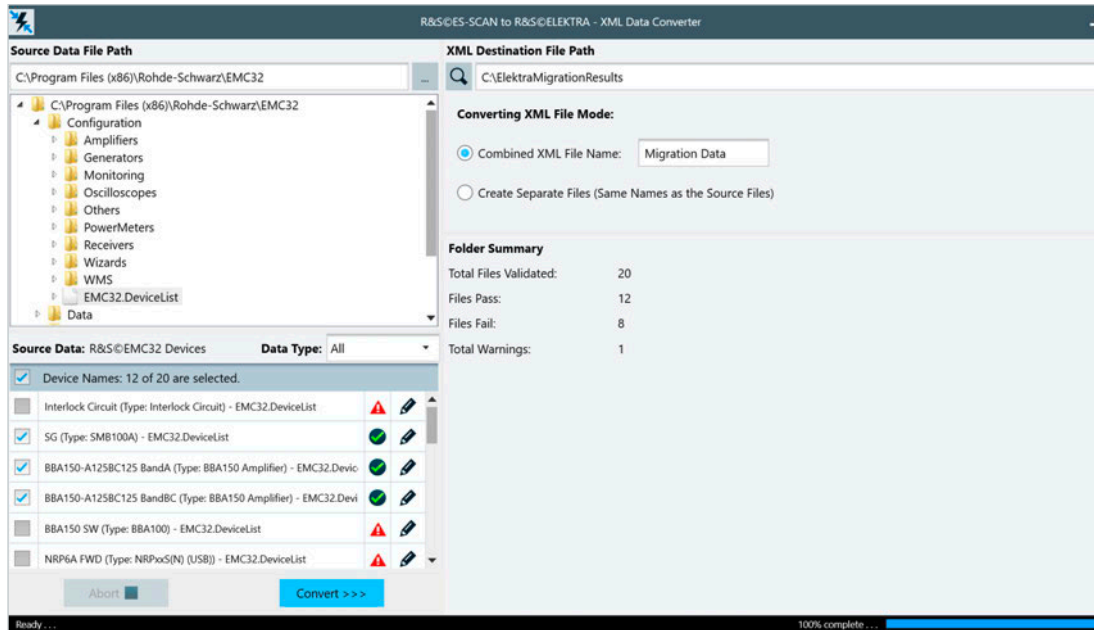 R&S©ES-SCAN to R&S©ELEKTRA - XML Data Converter
Source Data File Path
C:\Program Files (x86)\Rohde-Schwarz\EMC32
...
C:\Program Files (x86)\Rohde-Schwarz\EMC32
Configuration
Amplifiers
Generators
Monitoring
Oscilloscopes
Others
PowerMeters
Receivers
Wizards
WMS
EMC32.DeviceList
Data
Source Data: R&S©EMC32 Devices Data Type: All
Device Names: 12 of 20 are selected.
Interlock Circuit (Type: Interlock Circuit) - EMC32.DeviceList
SG (Type: SMB100A) - EMC32.DeviceList
BBA150-A125BC125 BandA (Type: BBA150 Amplifier) - EMC32.Devic
BBA150-A125BC125 BandBC (Type: BBA150 Amplifier) - EMC32.Devi
BBA150 SW (Type: BBA100) - EMC32.DeviceList
NRP6A FWD (Type: NRPxxS(N) (USB)) - EMC32.DeviceList
Abort Convert >>>
XML Destination File Path
C:\ElektraMigrationResults
Converting XML File Mode:
Combined XML File Name: Migration Data
Create Separate Files (Same Names as the Source Files)
Folder Summary
Total Files Validated: 20
Files Pass: 12
Files Fail: 8
Total Warnings: 1
Ready . . . 100% complete . . .